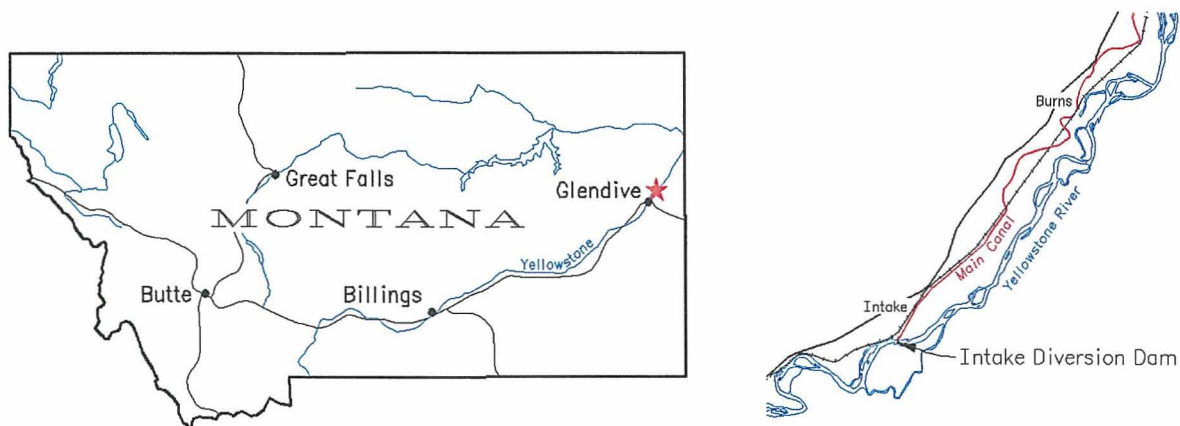 Great Falls
Glendive
MONTANA
Yellowstone
Butte
Billings
Burns
Main Canal
Yellowstone River
Intake
Intake Diversion Dam